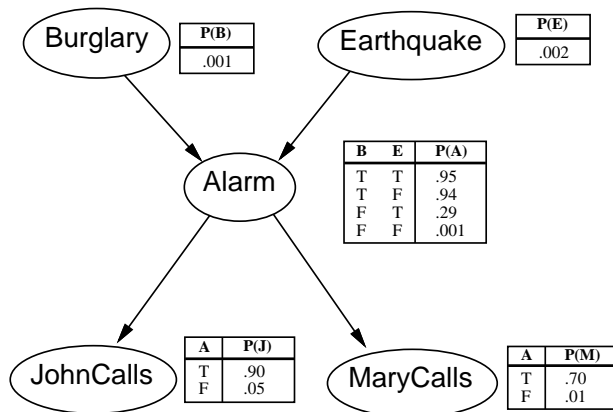 Burglary
P(B)
.001
Earthquake
P(E)
.002
Alarm
B E P(A)
T T .95
T F .94
F T .29
F F .001
JohnCalls
A P(J)
T .90
F .05
MaryCalls
A P(M)
T .70
F .01